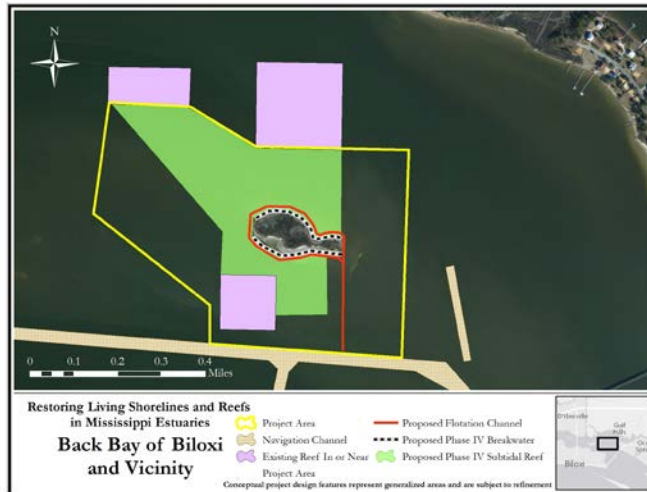 N
0 0.1 0.2 0.3 0.4
Miles
Restoring Living Shorelines and Reefs
in Mississippi Estuaries
Back Bay of Biloxi
and Vicinity
Project Area
Navigation Channel
Existing Reef In or Near
Project Area
Proposed Flotation Channel
Proposed Phase IV Breakwater
Proposed Phase IV Subtidal Reef
Conceptual project design features represent generalized areas and are subject to refinement
Gulf
Biloxi